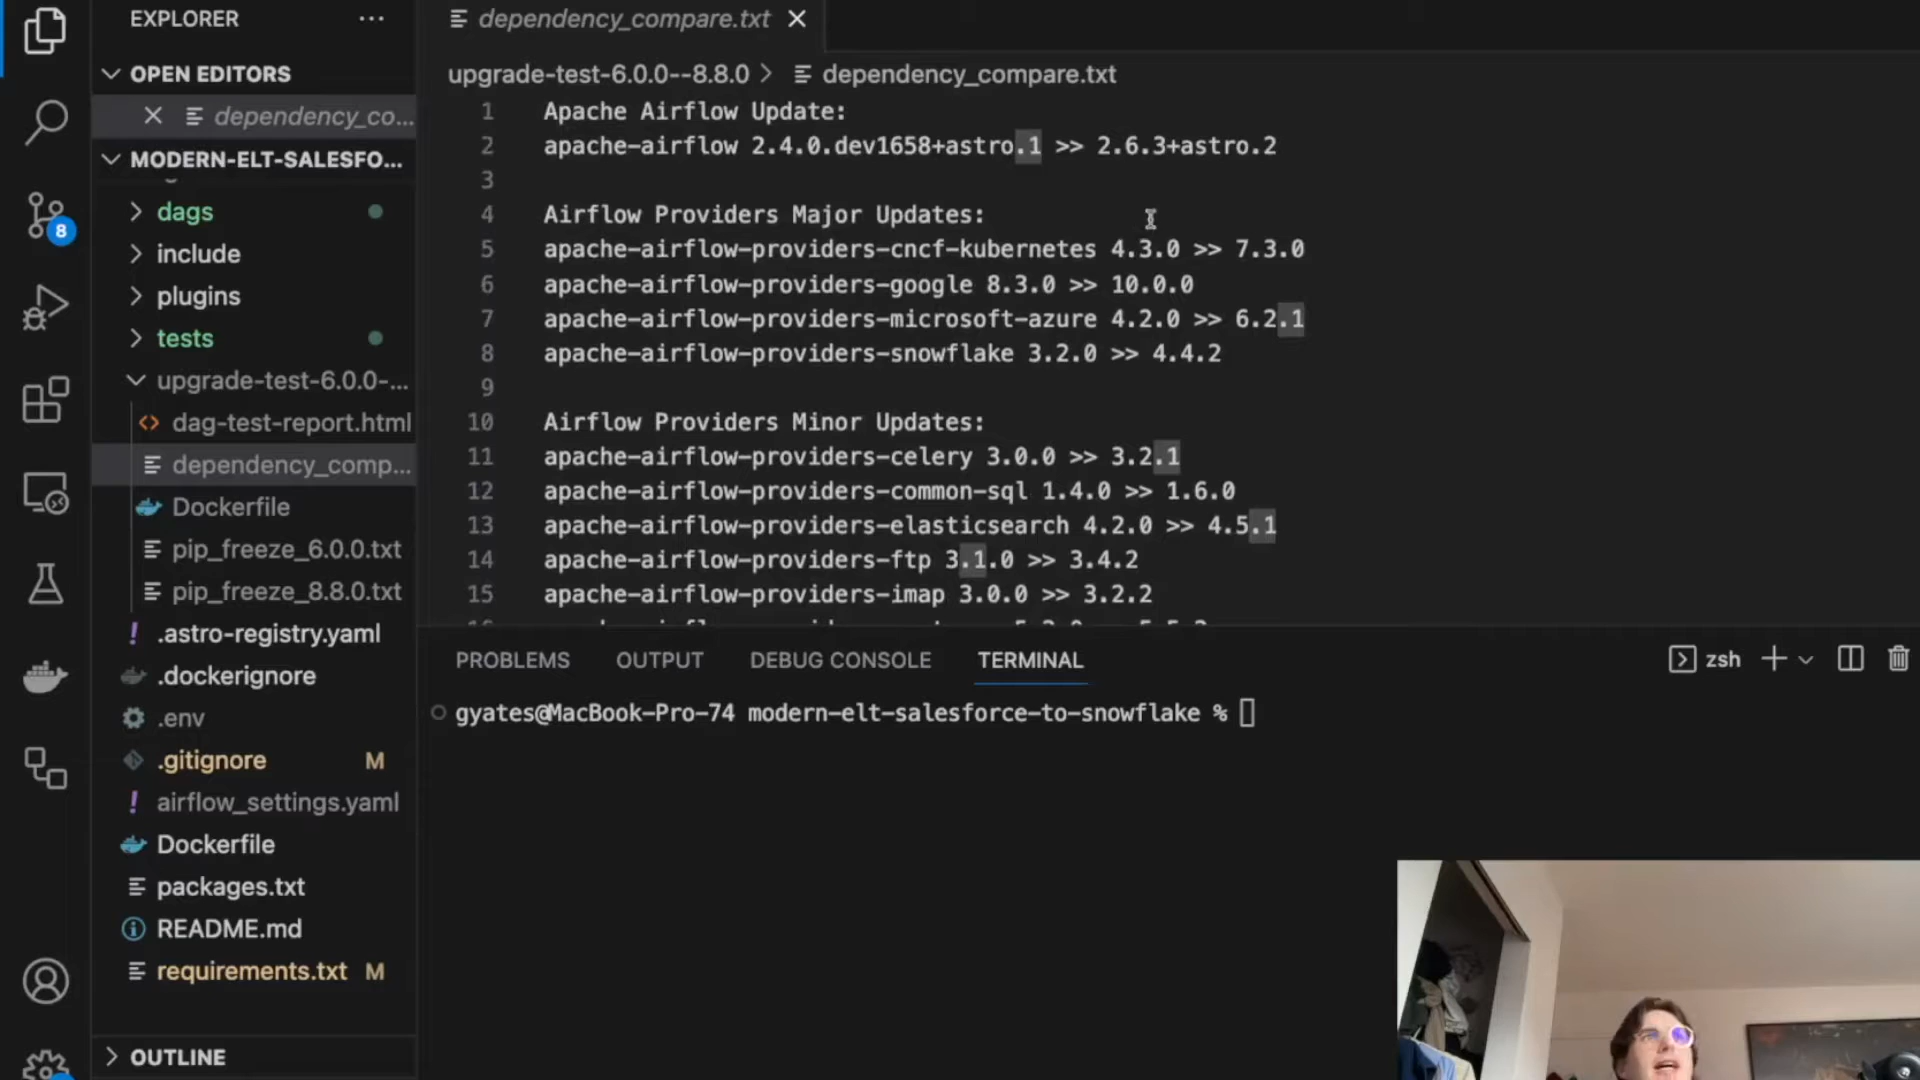 EXPLORER
OPEN EDITORS
dependency_co...
MODERN-ELT-SALESFO...
dags
include
plugins
tests
upgrade-test-6.0.0-...
dag-test-report.html
dependency_comp...
Dockerfile
pip_freeze_6.0.0.txt
pip_freeze_8.8.0.txt
.astro-registry.yaml
.dockerignore
.env
.gitignore M
airflow_settings.yaml
Dockerfile
packages.txt
README.md
requirements.txt M
OUTLINE
8
dependency_compare.txt
upgrade-test-6.0.0--8.8.0 > dependency_compare.txt
1 Apache Airflow Update:
2 apache-airflow 2.4.0.dev1658+astro.1 >> 2.6.3+astro.2
3
4 Airflow Providers Major Updates:
5 apache-airflow-providers-cncf-kubernetes 4.3.0 >> 7.3.0
6 apache-airflow-providers-google 8.3.0 >> 10.0.0
7 apache-airflow-providers-microsoft-azure 4.2.0 >> 6.2.1
8 apache-airflow-providers-snowflake 3.2.0 >> 4.4.2
9
10 Airflow Providers Minor Updates:
11 apache-airflow-providers-celery 3.0.0 >> 3.2.1
12 apache-airflow-providers-common-sql 1.4.0 >> 1.6.0
13 apache-airflow-providers-elasticsearch 4.2.0 >> 4.5.1
14 apache-airflow-providers-ftp 3.1.0 >> 3.4.2
15 apache-airflow-providers-imap 3.0.0 >> 3.2.2
PROBLEMS OUTPUT DEBUG CONSOLE TERMINAL zsh
gyates@MacBook-Pro-74 modern-elt-salesforce-to-snowflake %